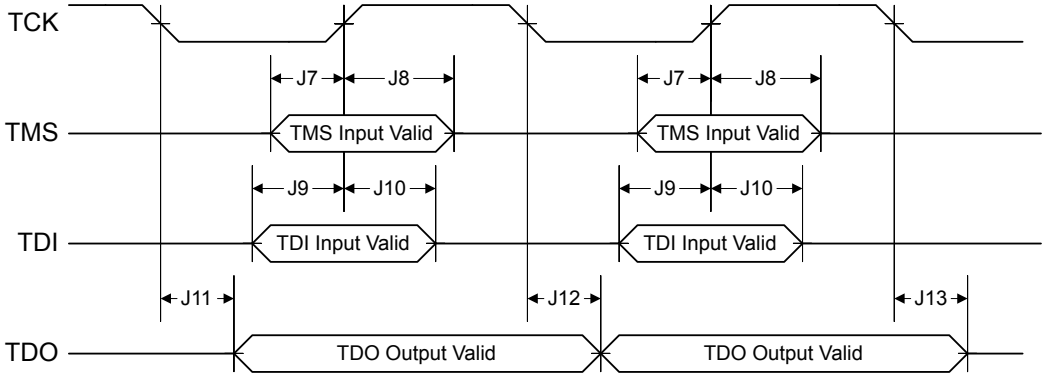 TCK
J7 J8 J7 J8
TMS TMS Input Valid TMS Input Valid
J9 J10 J9 J10
TDI TDI Input Valid TDI Input Valid
J11 J12 J13
TDO TDO Output Valid TDO Output Valid